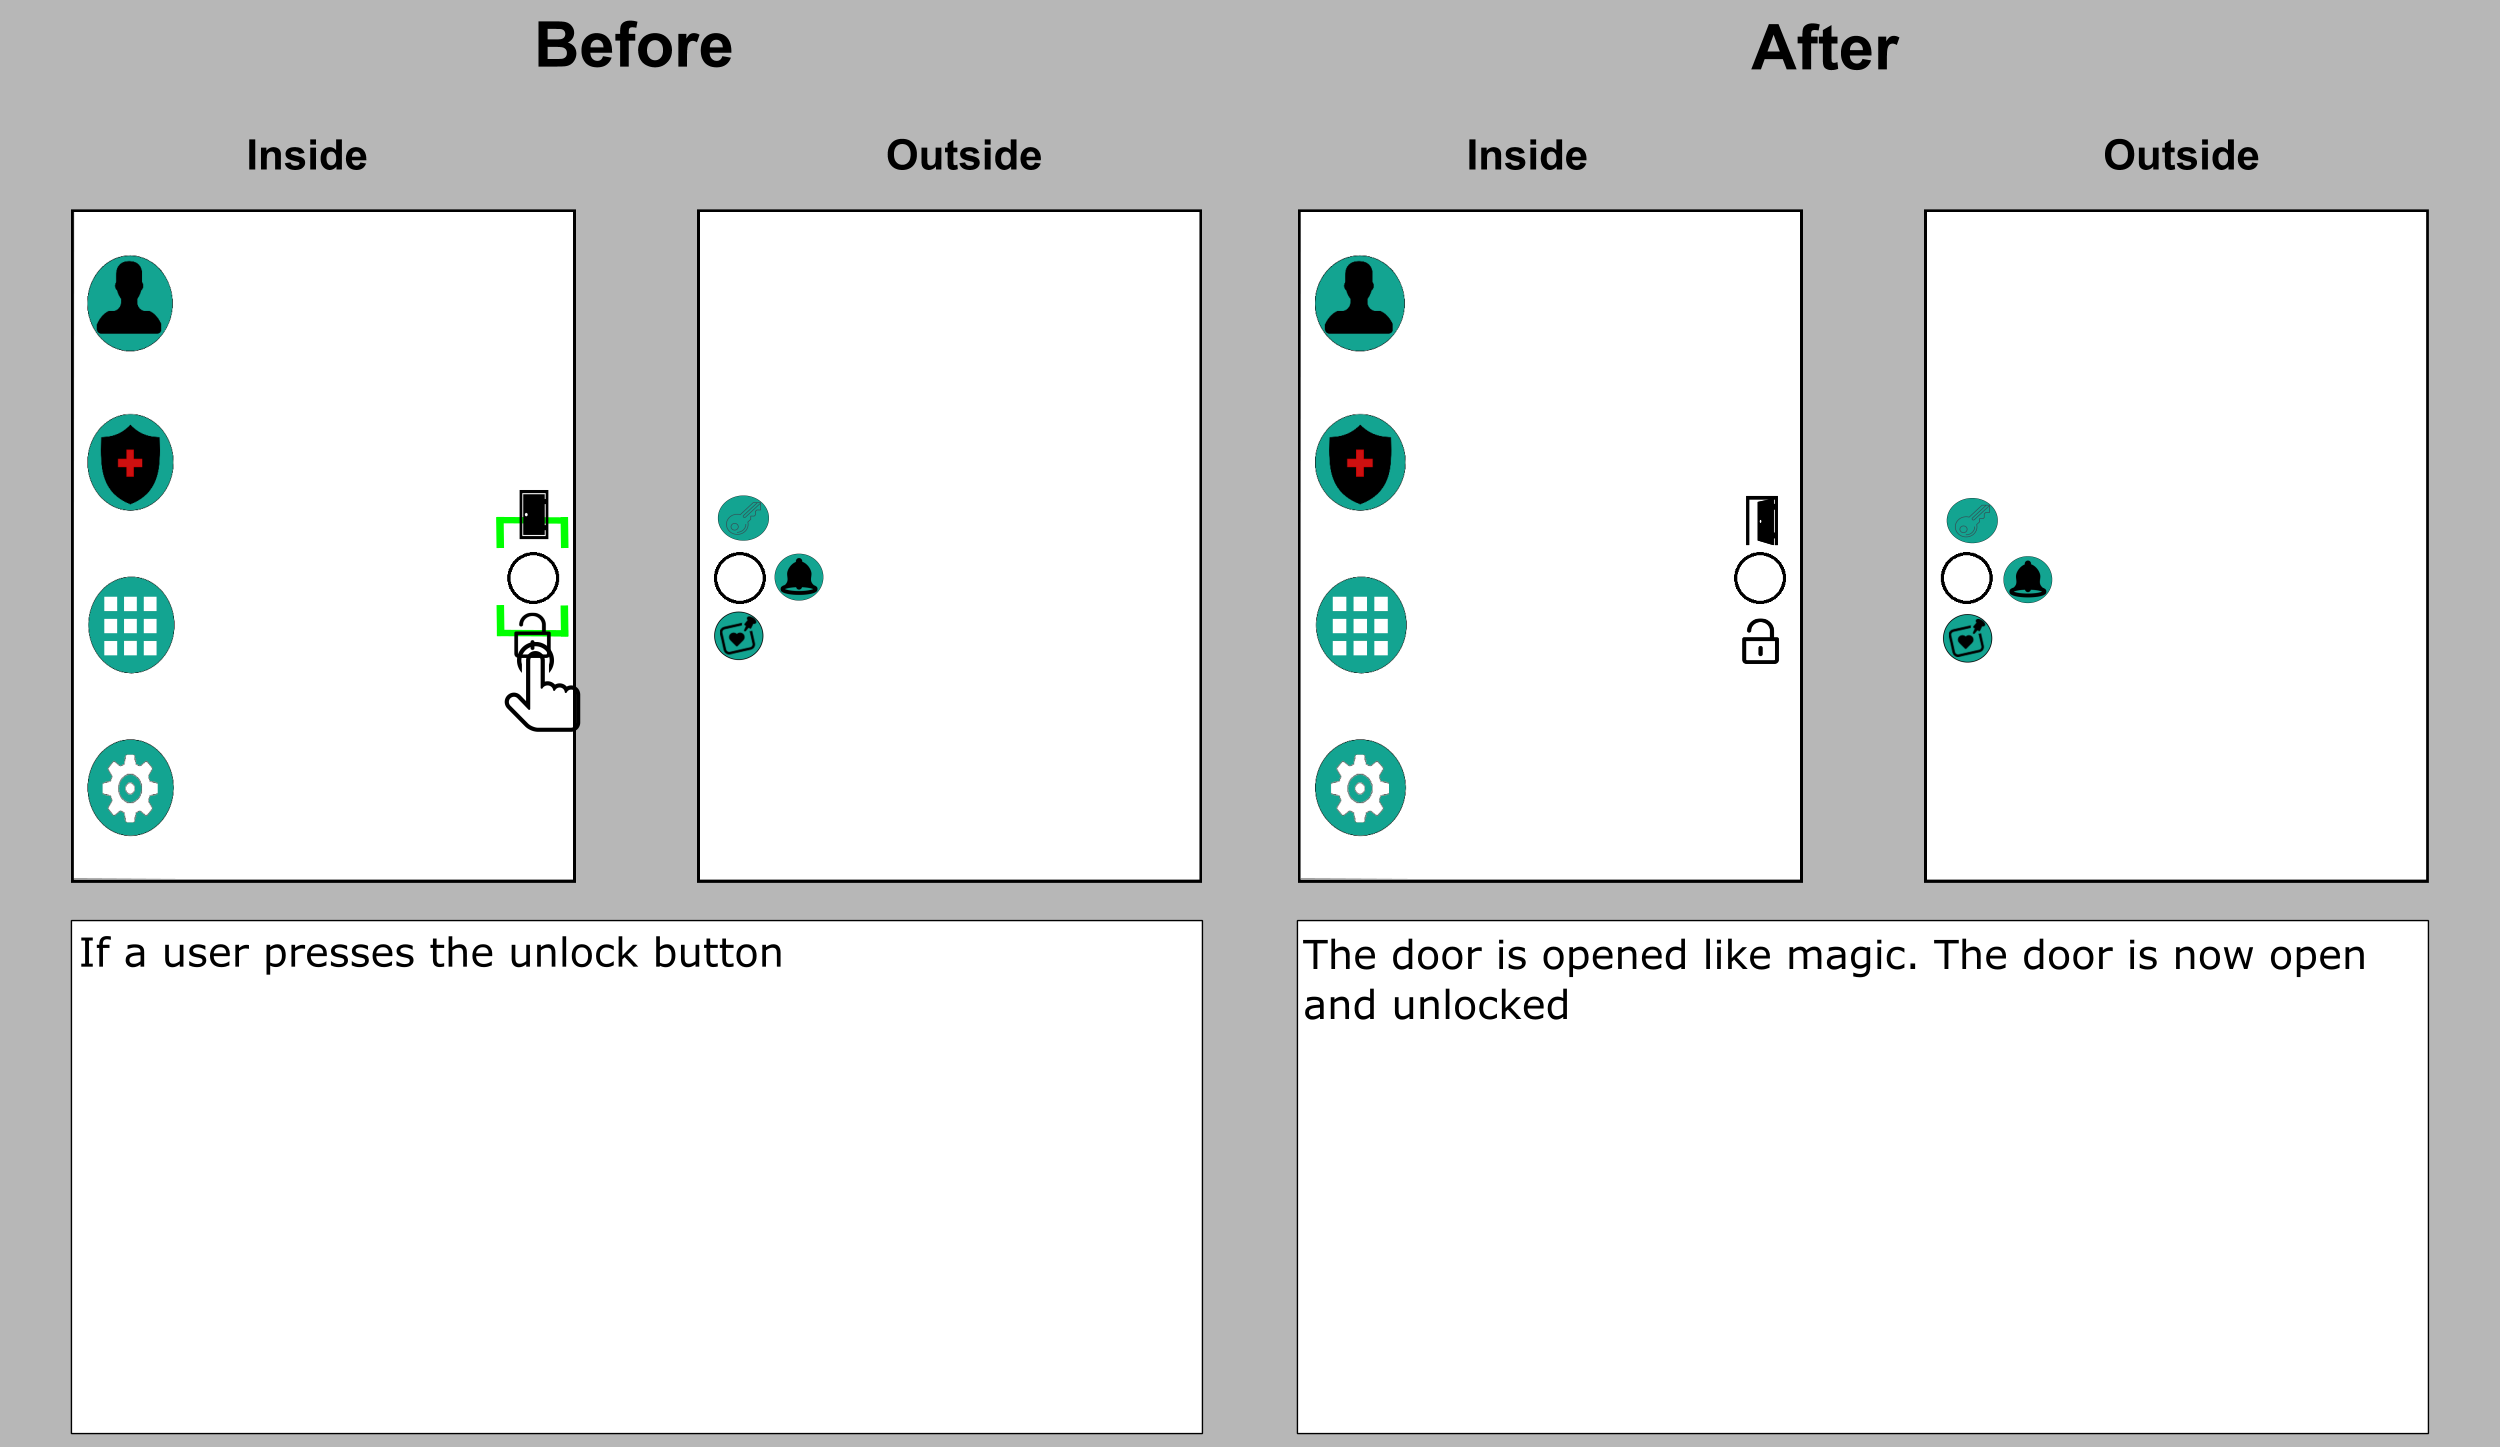 Before
After
Inside
Outside
Inside
Outside
If a user presses the unlock button
The door is opened like magic. The door is now open
and unlocked